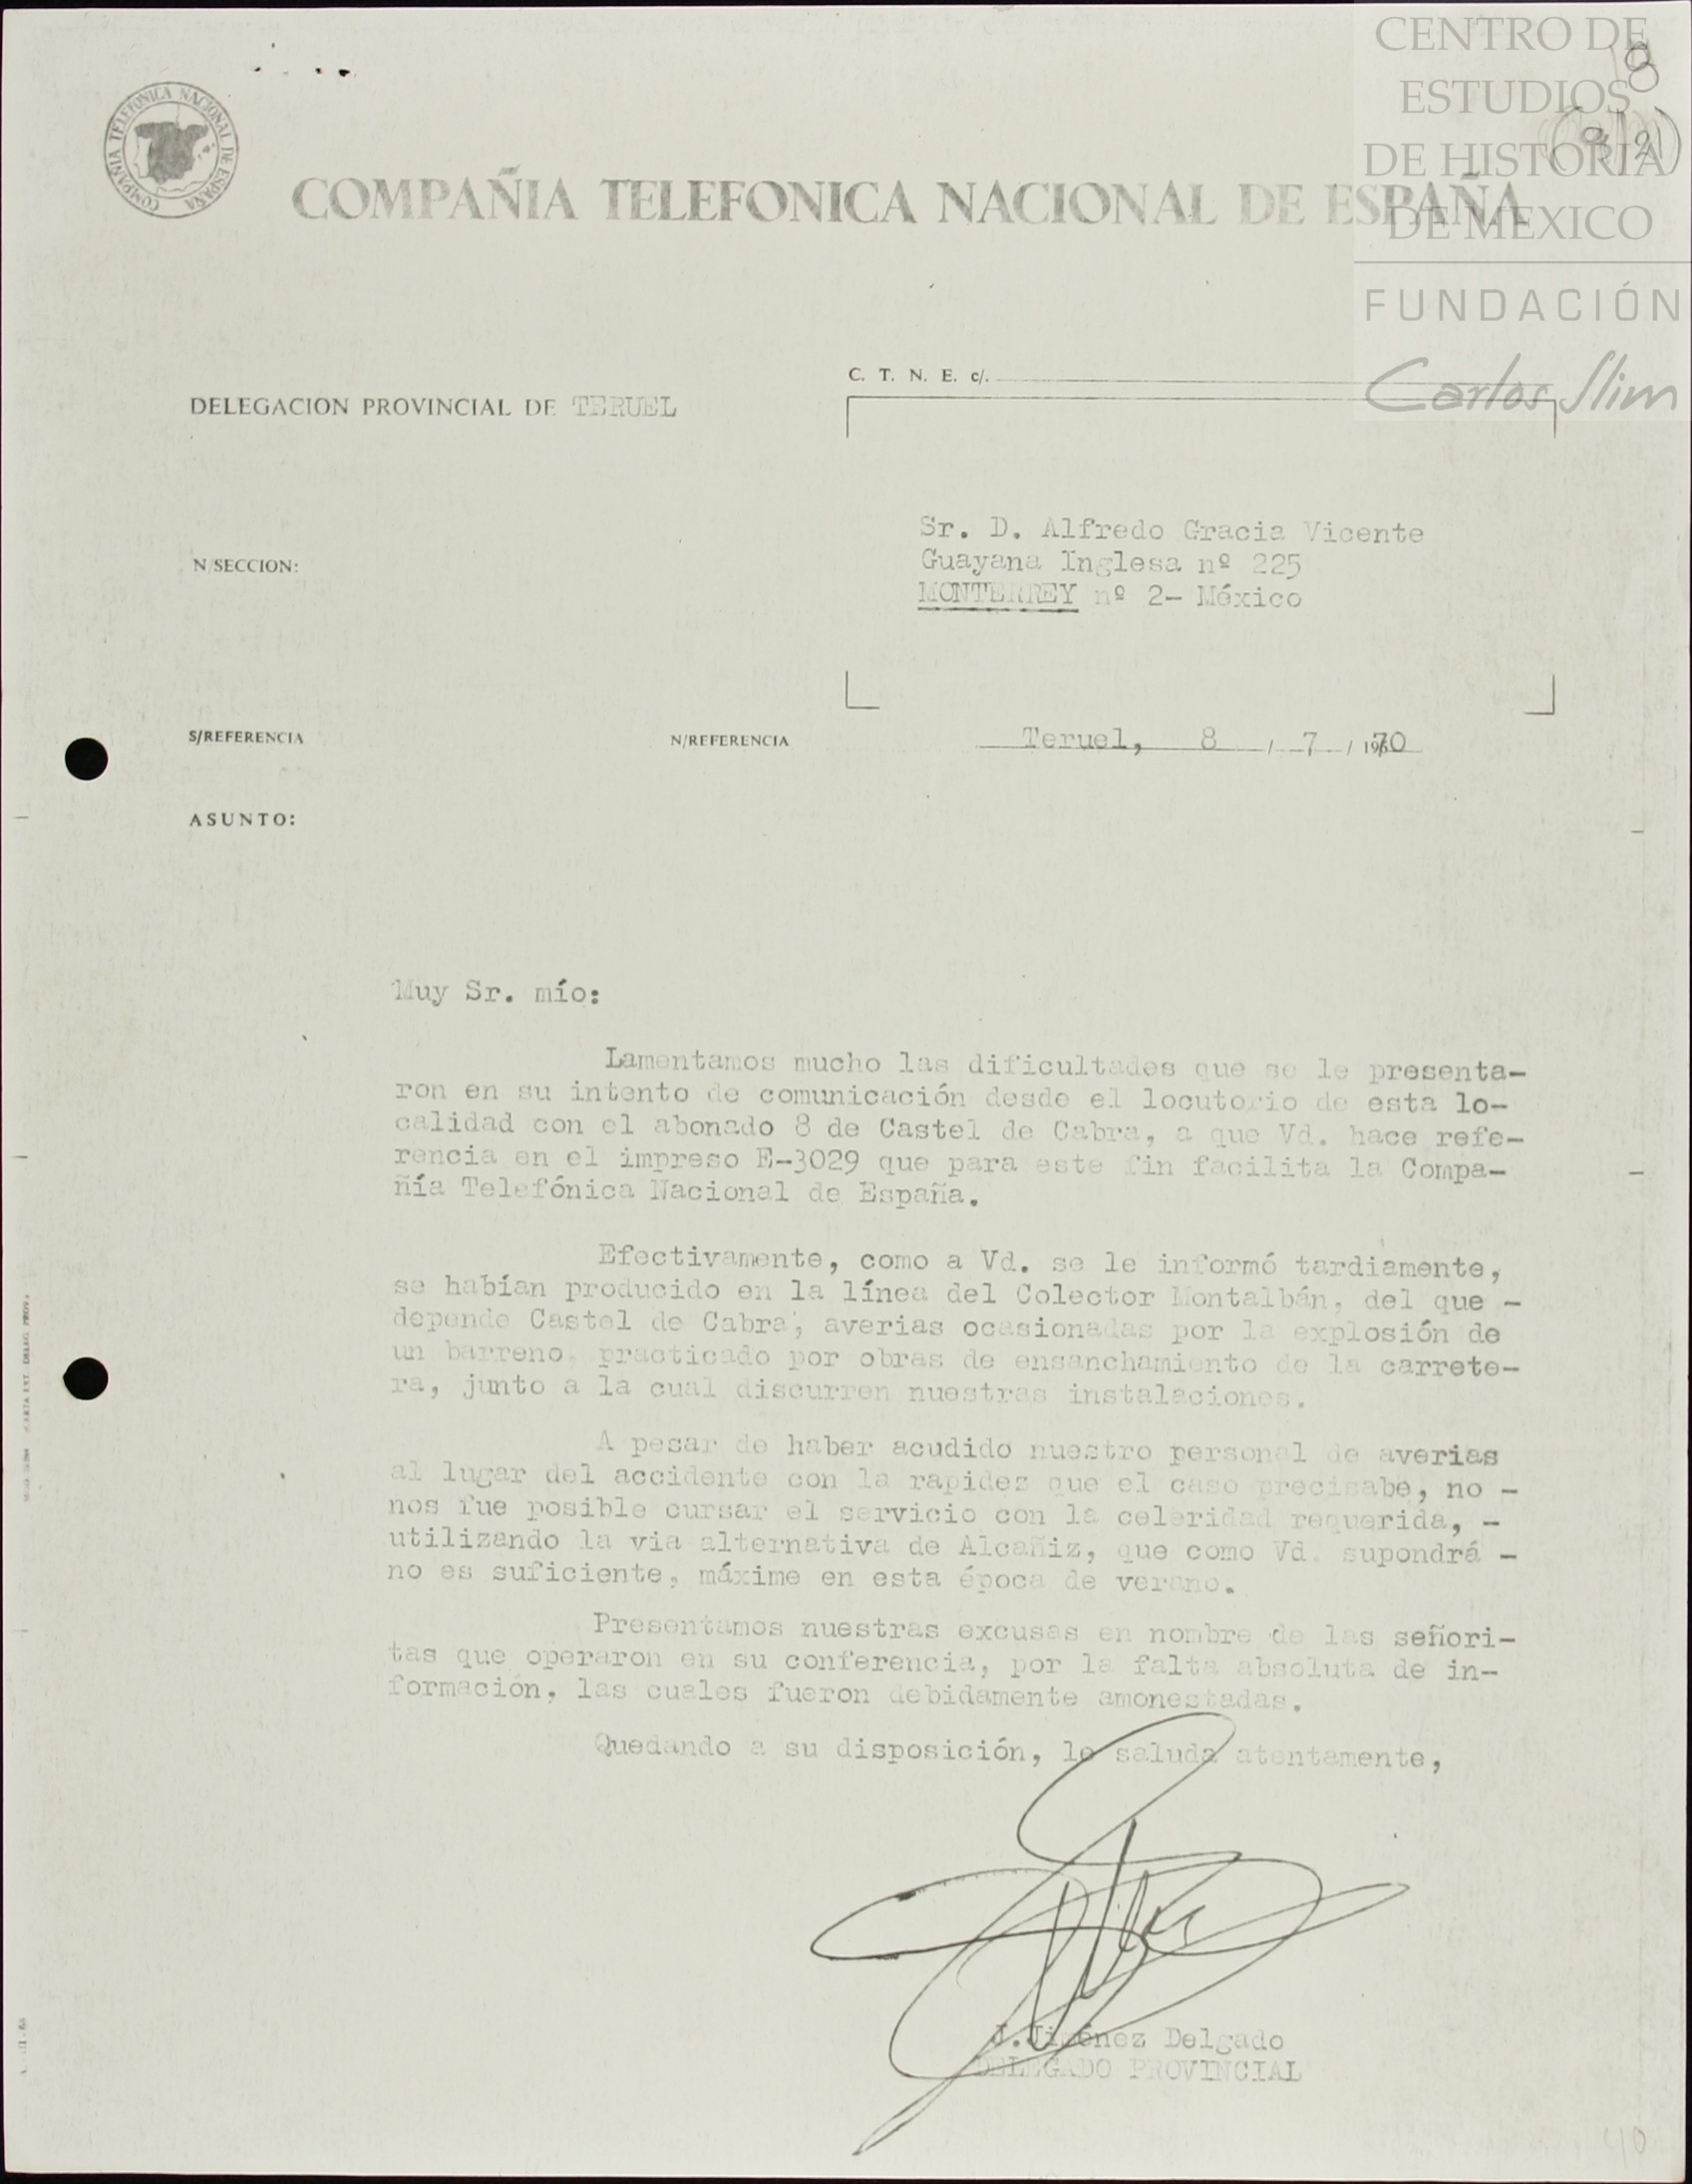 CENTRO DE
ESTUDIOS
DE HISTORIA
DE MEXICO
FUNDACIÓN
Carlos Slim
8
COMPAÑIA TELEFONICA NACIONAL DE ESPAÑA
COMPAÑIA TELEFONICA NACIONAL DE ESPAÑA
C. T. N. E. c/.
DELEGACION PROVINCIAL DE TERUEL
Sr. D. Alfredo Gracia Vicente
Guayana Inglesa nº 225
MONTERREY nº 2- México
N/SECCION:
S/REFERENCIA N/REFERENCIA Teruel, 8 / 7 / 1970
ASUNTO:
Muy Sr. mío:
Lamentamos mucho las dificultades que se le presenta-
ron en su intento de comunicación desde el locutorio de esta lo-
calidad con el abonado 8 de Castel de Cabra, a que Vd. hace refe-
rencia en el impreso E-3029 que para este fin facilita la Compa-
ñía Telefónica Nacional de España.
Efectivamente, como a Vd. se le informó tardiamente,
se habían producido en la línea del Colector Montalbán, del que -
depende Castel de Cabra, averias ocasionadas por la explosión de
un barreno, practicado por obras de ensanchamiento de la carrete-
ra, junto a la cual discurren nuestras instalaciones.
A pesar de haber acudido nuestro personal de averias
al lugar del accidente con la rapidez que el caso precisabe, no -
nos fue posible cursar el servicio con la celeridad requerida, -
utilizando la via alternativa de Alcañiz, que como Vd. supondrá -
no es suficiente, máxime en esta época de verano.
Presentamos nuestras excusas en nombre de las señori-
tas que operaron en su conferencia, por la falta absoluta de in-
formación, las cuales fueron debidamente amonestadas.
Quedando a su disposición, le saluda atentamente,
J. Jiménez Delgado
DELEGADO PROVINCIAL
40